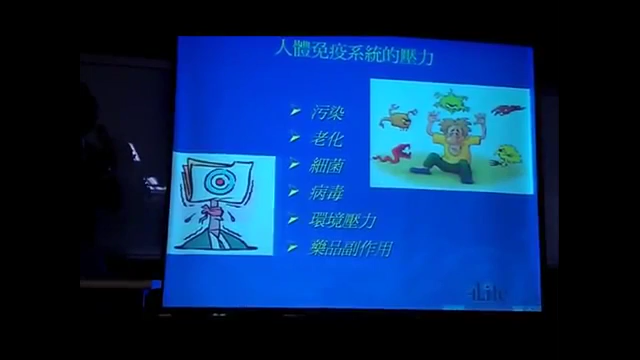 人體免疫系統的壓力
污染
老化
細菌
病毒
環境壓力
藥品副作用